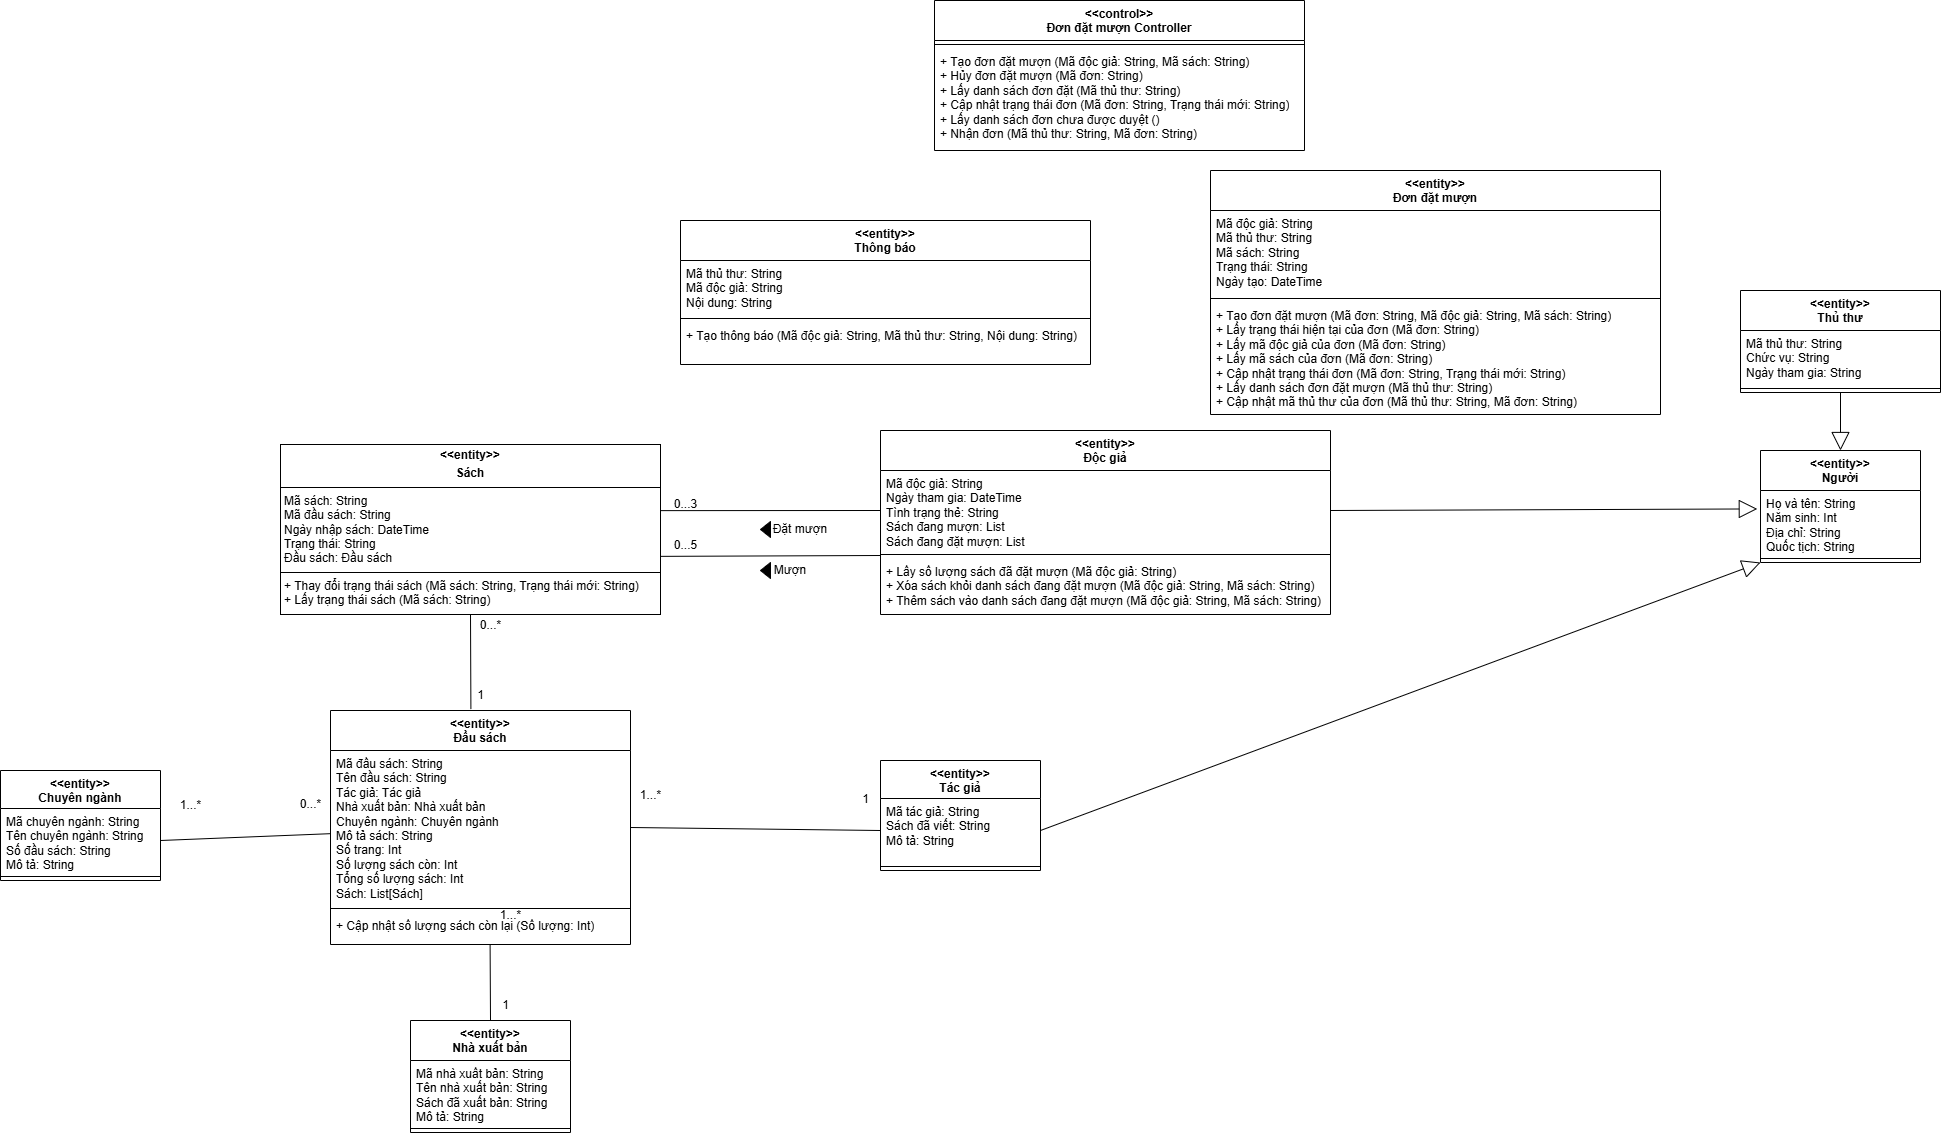 <<control>>
Đơn đặt mượn Controller
+ Tạo đơn đặt mượn (Mã độc giả: String, Mã sách: String)
+ Hủy đơn đặt mượn (Mã đơn: String)
+ Lấy danh sách đơn đặt (Mã thủ thư: String)
+ Cập nhật trạng thái đơn (Mã đơn: String, Trạng thái mới: String)
+ Lấy danh sách đơn chưa được duyệt ()
+ Nhận đơn (Mã thủ thư: String, Mã đơn: String)
<<entity>>
Đơn đặt mượn
Mã độc giả: String
Mã thủ thư: String
Mã sách: String
Trạng thái: String
Ngày tạo: DateTime
+ Tạo đơn đặt mượn (Mã đơn: String, Mã độc giả: String, Mã sách: String)
+ Lấy trạng thái hiện tại của đơn (Mã đơn: String)
+ Lấy mã độc giả của đơn (Mã đơn: String)
+ Lấy mã sách của đơn (Mã đơn: String)
+ Cập nhật trạng thái đơn (Mã đơn: String, Trạng thái mới: String)
+ Lấy danh sách đơn đặt mượn (Mã thủ thư: String)
+ Cập nhật mã thủ thư của đơn (Mã thủ thư: String, Mã đơn: String)
<<entity>>
Thông báo
Mã thủ thư: String
Mã độc giả: String
Nội dung: String
+ Tạo thông báo (Mã độc giả: String, Mã thủ thư: String, Nội dung: String)
<<entity>>
Thủ thư
Mã thủ thư: String
Chức vụ: String
Ngày tham gia: String
<<entity>>
Sách
Mã sách: String
Mã đầu sách: String
Ngày nhập sách: DateTime
Trạng thái: String
Đầu sách: Đầu sách
+ Thay đổi trạng thái sách (Mã sách: String, Trạng thái mới: String)
+ Lấy trạng thái sách (Mã sách: String)
0...3
Đặt mượn
0...5
Mượn
<<entity>>
Độc giả
Mã độc giả: String
Ngày tham gia: DateTime
Tình trạng thẻ: String
Sách đang mượn: List
Sách đang đặt mượn: List
+ Lấy số lượng sách đã đặt mượn (Mã độc giả: String)
+ Xóa sách khỏi danh sách đang đặt mượn (Mã độc giả: String, Mã sách: String)
+ Thêm sách vào danh sách đang đặt mượn (Mã độc giả: String, Mã sách: String)
<<entity>>
Người
Họ và tên: String
Năm sinh: Int
Địa chỉ: String
Quốc tịch: String
0...*
1
<<entity>>
Đầu sách
Mã đầu sách: String
Tên đầu sách: String
Tác giả: Tác giả
Nhà xuất bản: Nhà xuất bản
Chuyên ngành: Chuyên ngành
Mô tả sách: String
Số trang: Int
Số lượng sách còn: Int
Tổng số lượng sách: Int
Sách: List[Sách]
1...*
+ Cập nhật số lượng sách còn lại (Số lượng: Int)
<<entity>>
Chuyên ngành
Mã chuyên ngành: String
Tên chuyên ngành: String
Số đầu sách: String
Mô tả: String
1...*
0...*
1...*
1
<<entity>>
Tác giả
Mã tác giả: String
Sách đã viết: String
Mô tả: String
1
<<entity>>
Nhà xuất bản
Mã nhà xuất bản: String
Tên nhà xuất bản: String
Sách đã xuất bản: String
Mô tả: String